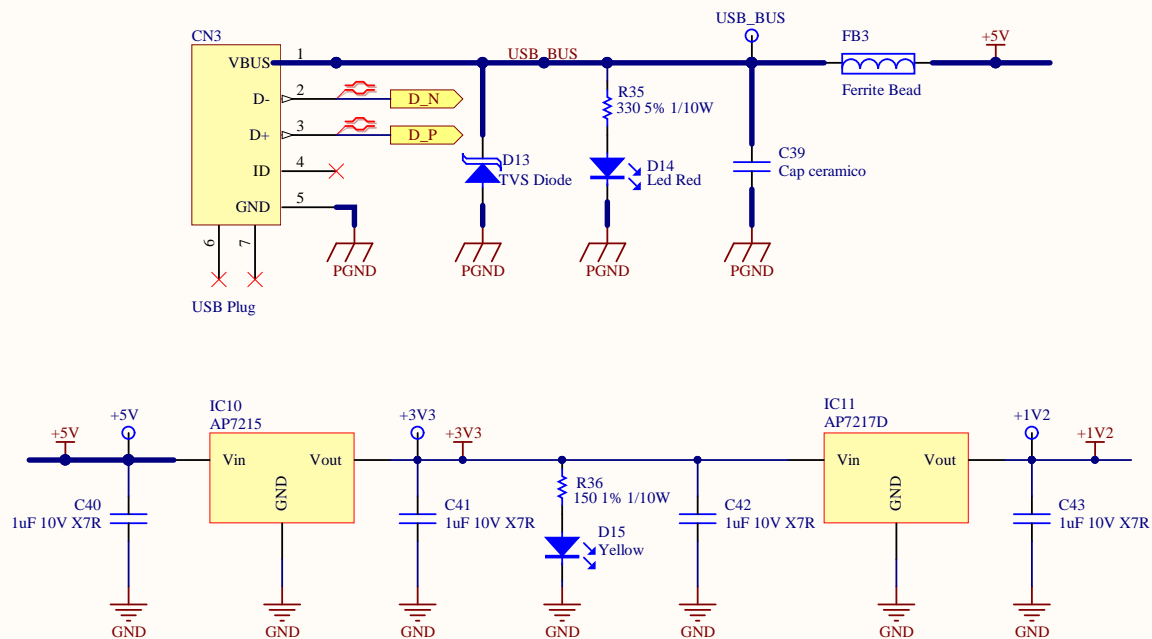 USB_BUS
CN3
FB3
+5V
VBUS
1
USB_BUS
D-
2
D_N
Ferrite Bead
R35
330 5% 1/10W
D+
3
D_P
D13
TVS Diode
D14
Led Red
C39
Cap ceramico
ID
4
GND
5
6
7
PGND
PGND
PGND
PGND
USB Plug
+5V
+5V
IC10
AP7215
+3V3
+3V3
IC11
AP7217D
+1V2
+1V2
Vin
Vout
GND
Vin
Vout
GND
C40
1uF 10V X7R
C41
1uF 10V X7R
R36
150 1% 1/10W
C42
1uF 10V X7R
C43
1uF 10V X7R
D15
Yellow
GND
GND
GND
GND
GND
GND
GND